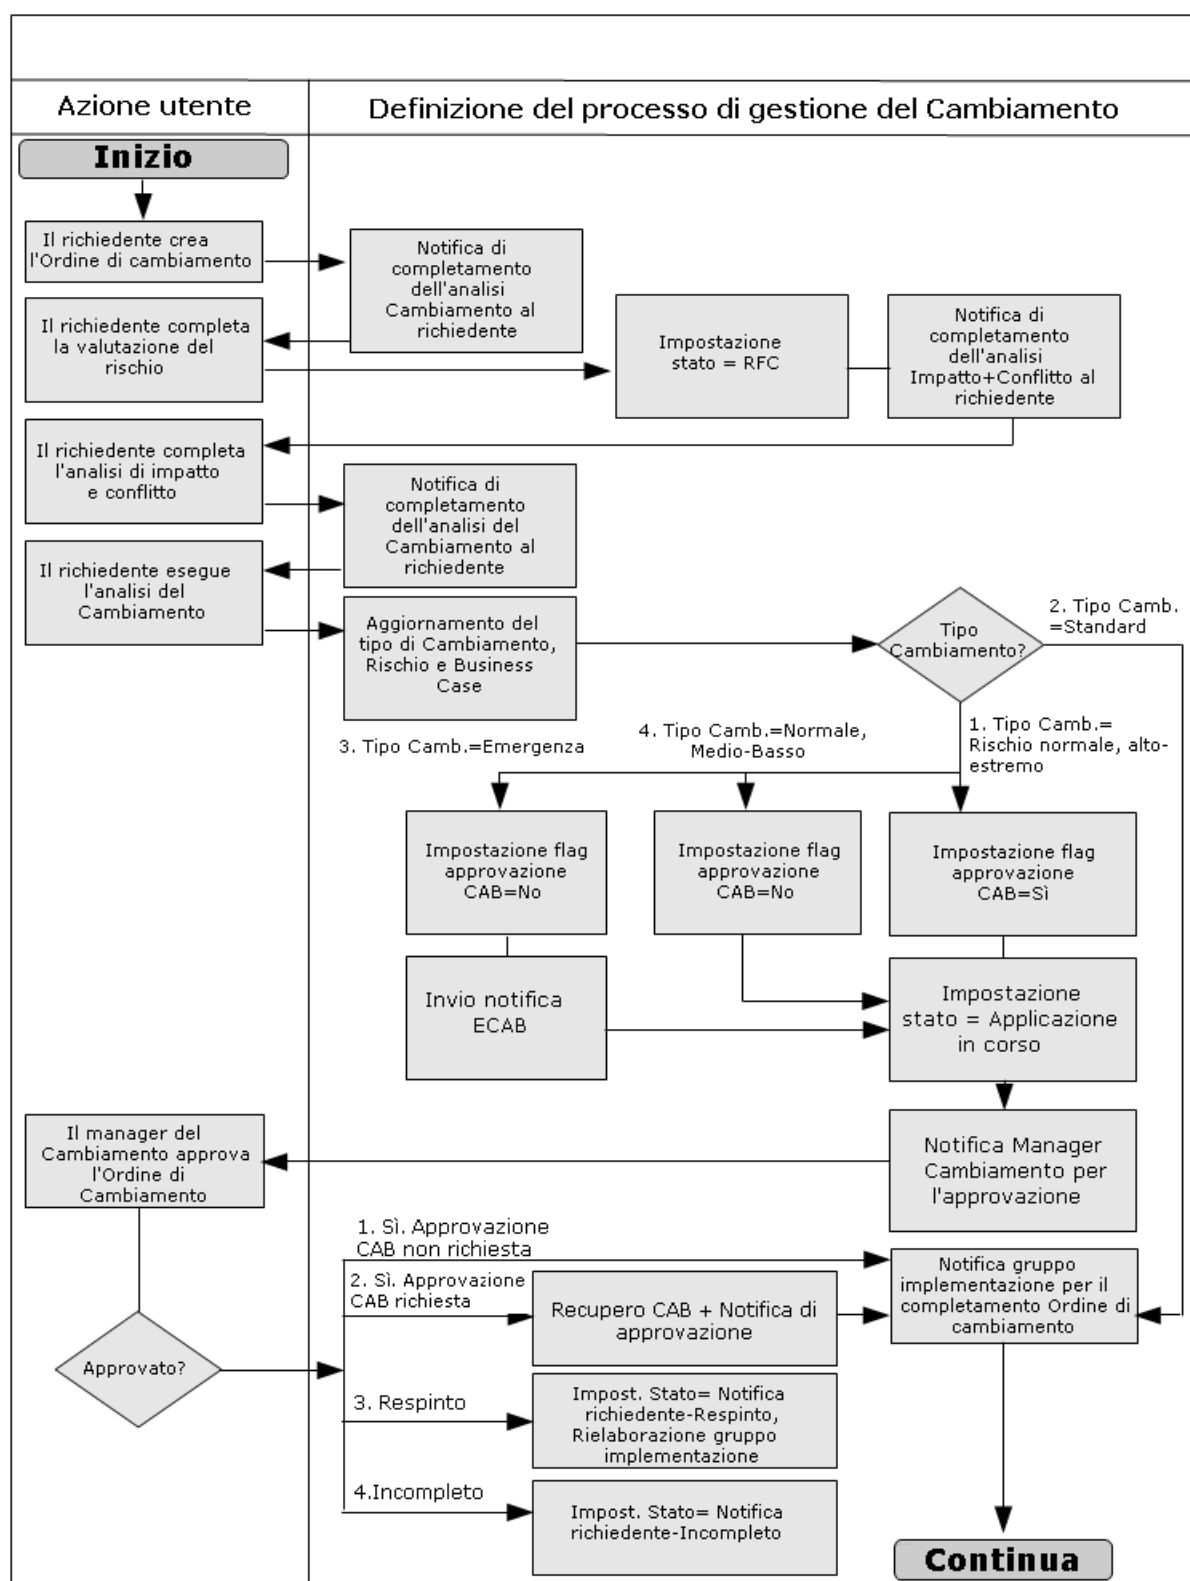 Azione utente
Definizione del processo di gestione del Cambiamento
Inizio
Il richiedente crea
l'Ordine di cambiamento
Notifica di
completamento
dell'analisi
Cambiamento al
richiedente
Il richiedente completa
la valutazione del
rischio
Impostazione
stato = RFC
Notifica di
completamento
dell'analisi
Impatto+Conflitto al
richiedente
Il richiedente completa
l'analisi di impatto
e conflitto
Notifica di
completamento
dell'analisi del
Cambiamento al
richiedente
Il richiedente esegue
l'analisi del
Cambiamento
Aggiornamento del
tipo di Cambiamento,
Rischio e Business
Case
Tipo
Cambiamento?
2. Tipo Camb.
=Standard
3. Tipo Camb.=Emergenza
4. Tipo Camb.=Normale,
Medio-Basso
1. Tipo Camb.=
Rischio normale, alto-
estremo
Impostazione flag
approvazione
CAB=No
Impostazione flag
approvazione
CAB=No
Impostazione flag
approvazione
CAB=Sì
Invio notifica
ECAB
Impostazione
stato = Applicazione
in corso
Il manager del
Cambiamento approva
l'Ordine di
Cambiamento
Notifica Manager
Cambiamento per
l'approvazione
1. Sì. Approvazione
CAB non richiesta
2. Sì. Approvazione
CAB richiesta
Recupero CAB + Notifica di
approvazione
Notifica gruppo
implementazione per il
completamento Ordine di
cambiamento
Approvato?
3. Respinto
Impost. Stato= Notifica
richiedente-Respinto,
Rielaborazione gruppo
implementazione
4.Incompleto
Impost. Stato= Notifica
richiedente-Incompleto
Continua